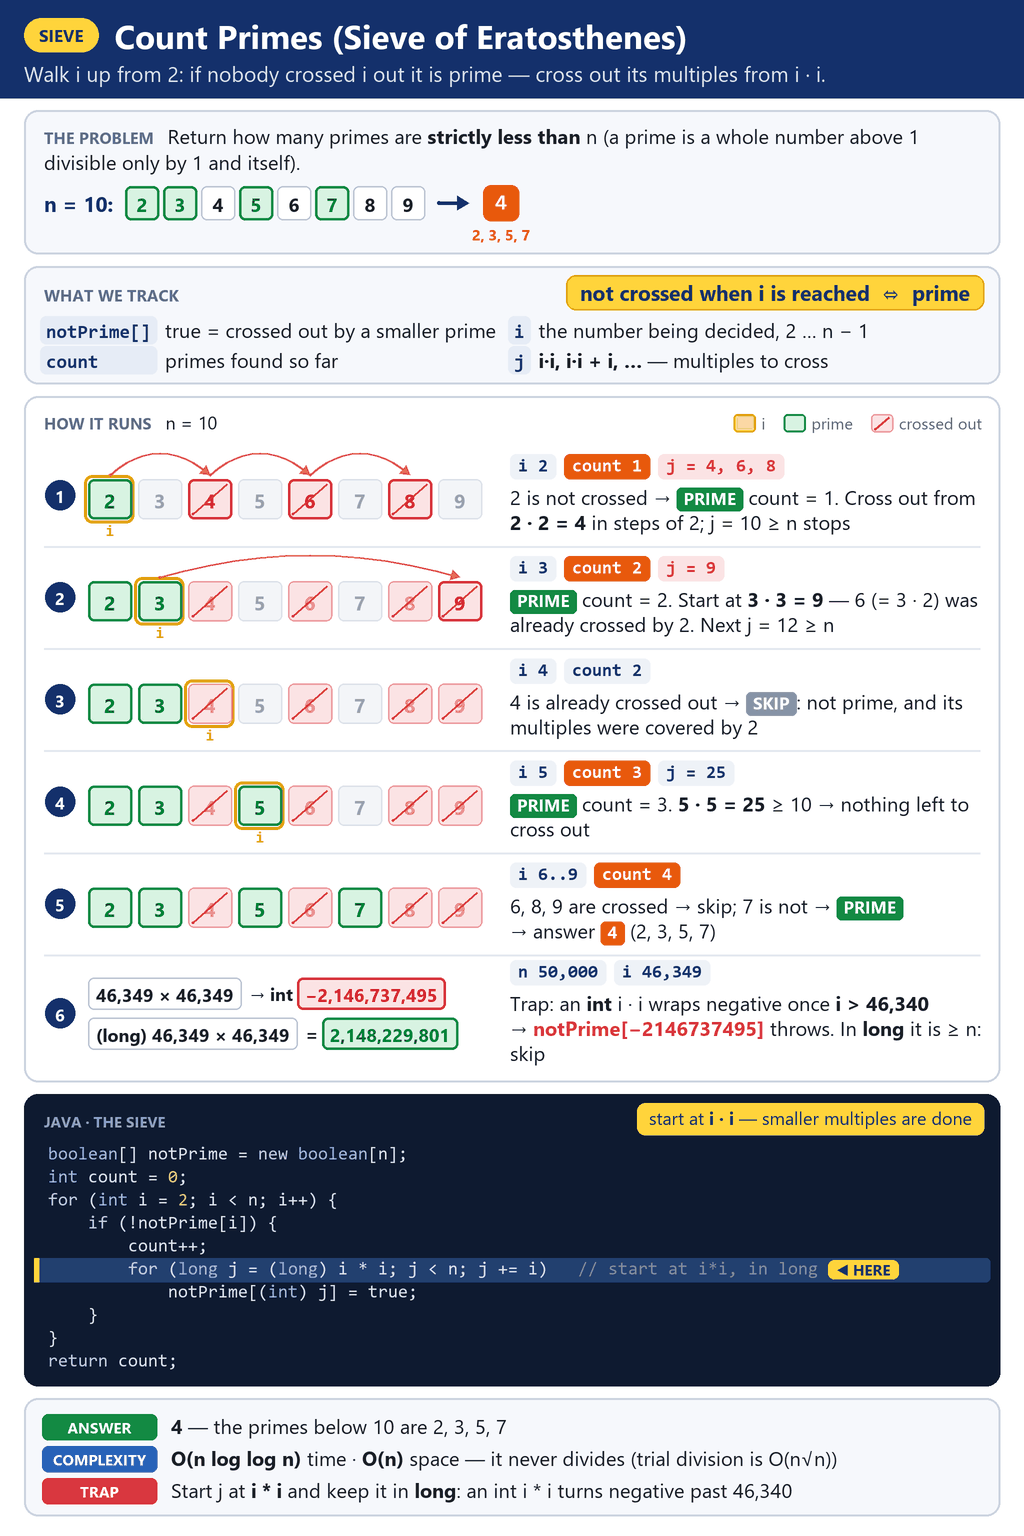 SIEVE Count Primes (Sieve of Eratosthenes)
Walk i up from 2: if nobody crossed i out it is prime — cross out its multiples from i · i.
THE PROBLEM Return how many primes are strictly less than n (a prime is a whole number above 1
divisible only by 1 and itself).
n = 10: 2 3 4 5 6 7 8 9 → 4
2, 3, 5, 7
WHAT WE TRACK
not crossed when i is reached ⇔ prime
notPrime[] true = crossed out by a smaller prime
i the number being decided, 2 … n − 1
count primes found so far
j i·i, i·i + i, … — multiples to cross
HOW IT RUNS n = 10
i prime crossed out
1
2 3 4 5 6 7 8 9
i
i 2 count 1 j = 4, 6, 8
2 is not crossed → PRIME count = 1. Cross out from
2 · 2 = 4 in steps of 2; j = 10 ≥ n stops
2
2 3 4 5 6 7 8 9
i
i 3 count 2 j = 9
PRIME count = 2. Start at 3 · 3 = 9 — 6 (= 3 · 2) was
already crossed by 2. Next j = 12 ≥ n
3
2 3 4 5 6 7 8 9
i
i 4 count 2
4 is already crossed out → SKIP: not prime, and its
multiples were covered by 2
4
2 3 4 5 6 7 8 9
i
i 5 count 3 j = 25
PRIME count = 3. 5 · 5 = 25 ≥ 10 → nothing left to
cross out
5
2 3 4 5 6 7 8 9
i 6..9 count 4
6, 8, 9 are crossed → skip; 7 is not → PRIME
→ answer 4 (2, 3, 5, 7)
6
46,349 × 46,349 → int −2,146,737,495
(long) 46,349 × 46,349 = 2,148,229,801
n 50,000 i 46,349
Trap: an int i · i wraps negative once i > 46,340
→ notPrime[−2146737495] throws. In long it is ≥ n:
skip
JAVA · THE SIEVE
start at i · i — smaller multiples are done
boolean[] notPrime = new boolean[n];
int count = 0;
for (int i = 2; i < n; i++) {
if (!notPrime[i]) {
count++;
for (long j = (long) i * i; j < n; j += i) // start at i*i, in long ◀ HERE
notPrime[(int) j] = true;
}
}
return count;
ANSWER 4 — the primes below 10 are 2, 3, 5, 7
COMPLEXITY O(n log log n) time · O(n) space — it never divides (trial division is O(n√n))
TRAP Start j at i * i and keep it in long: an int i * i turns negative past 46,340